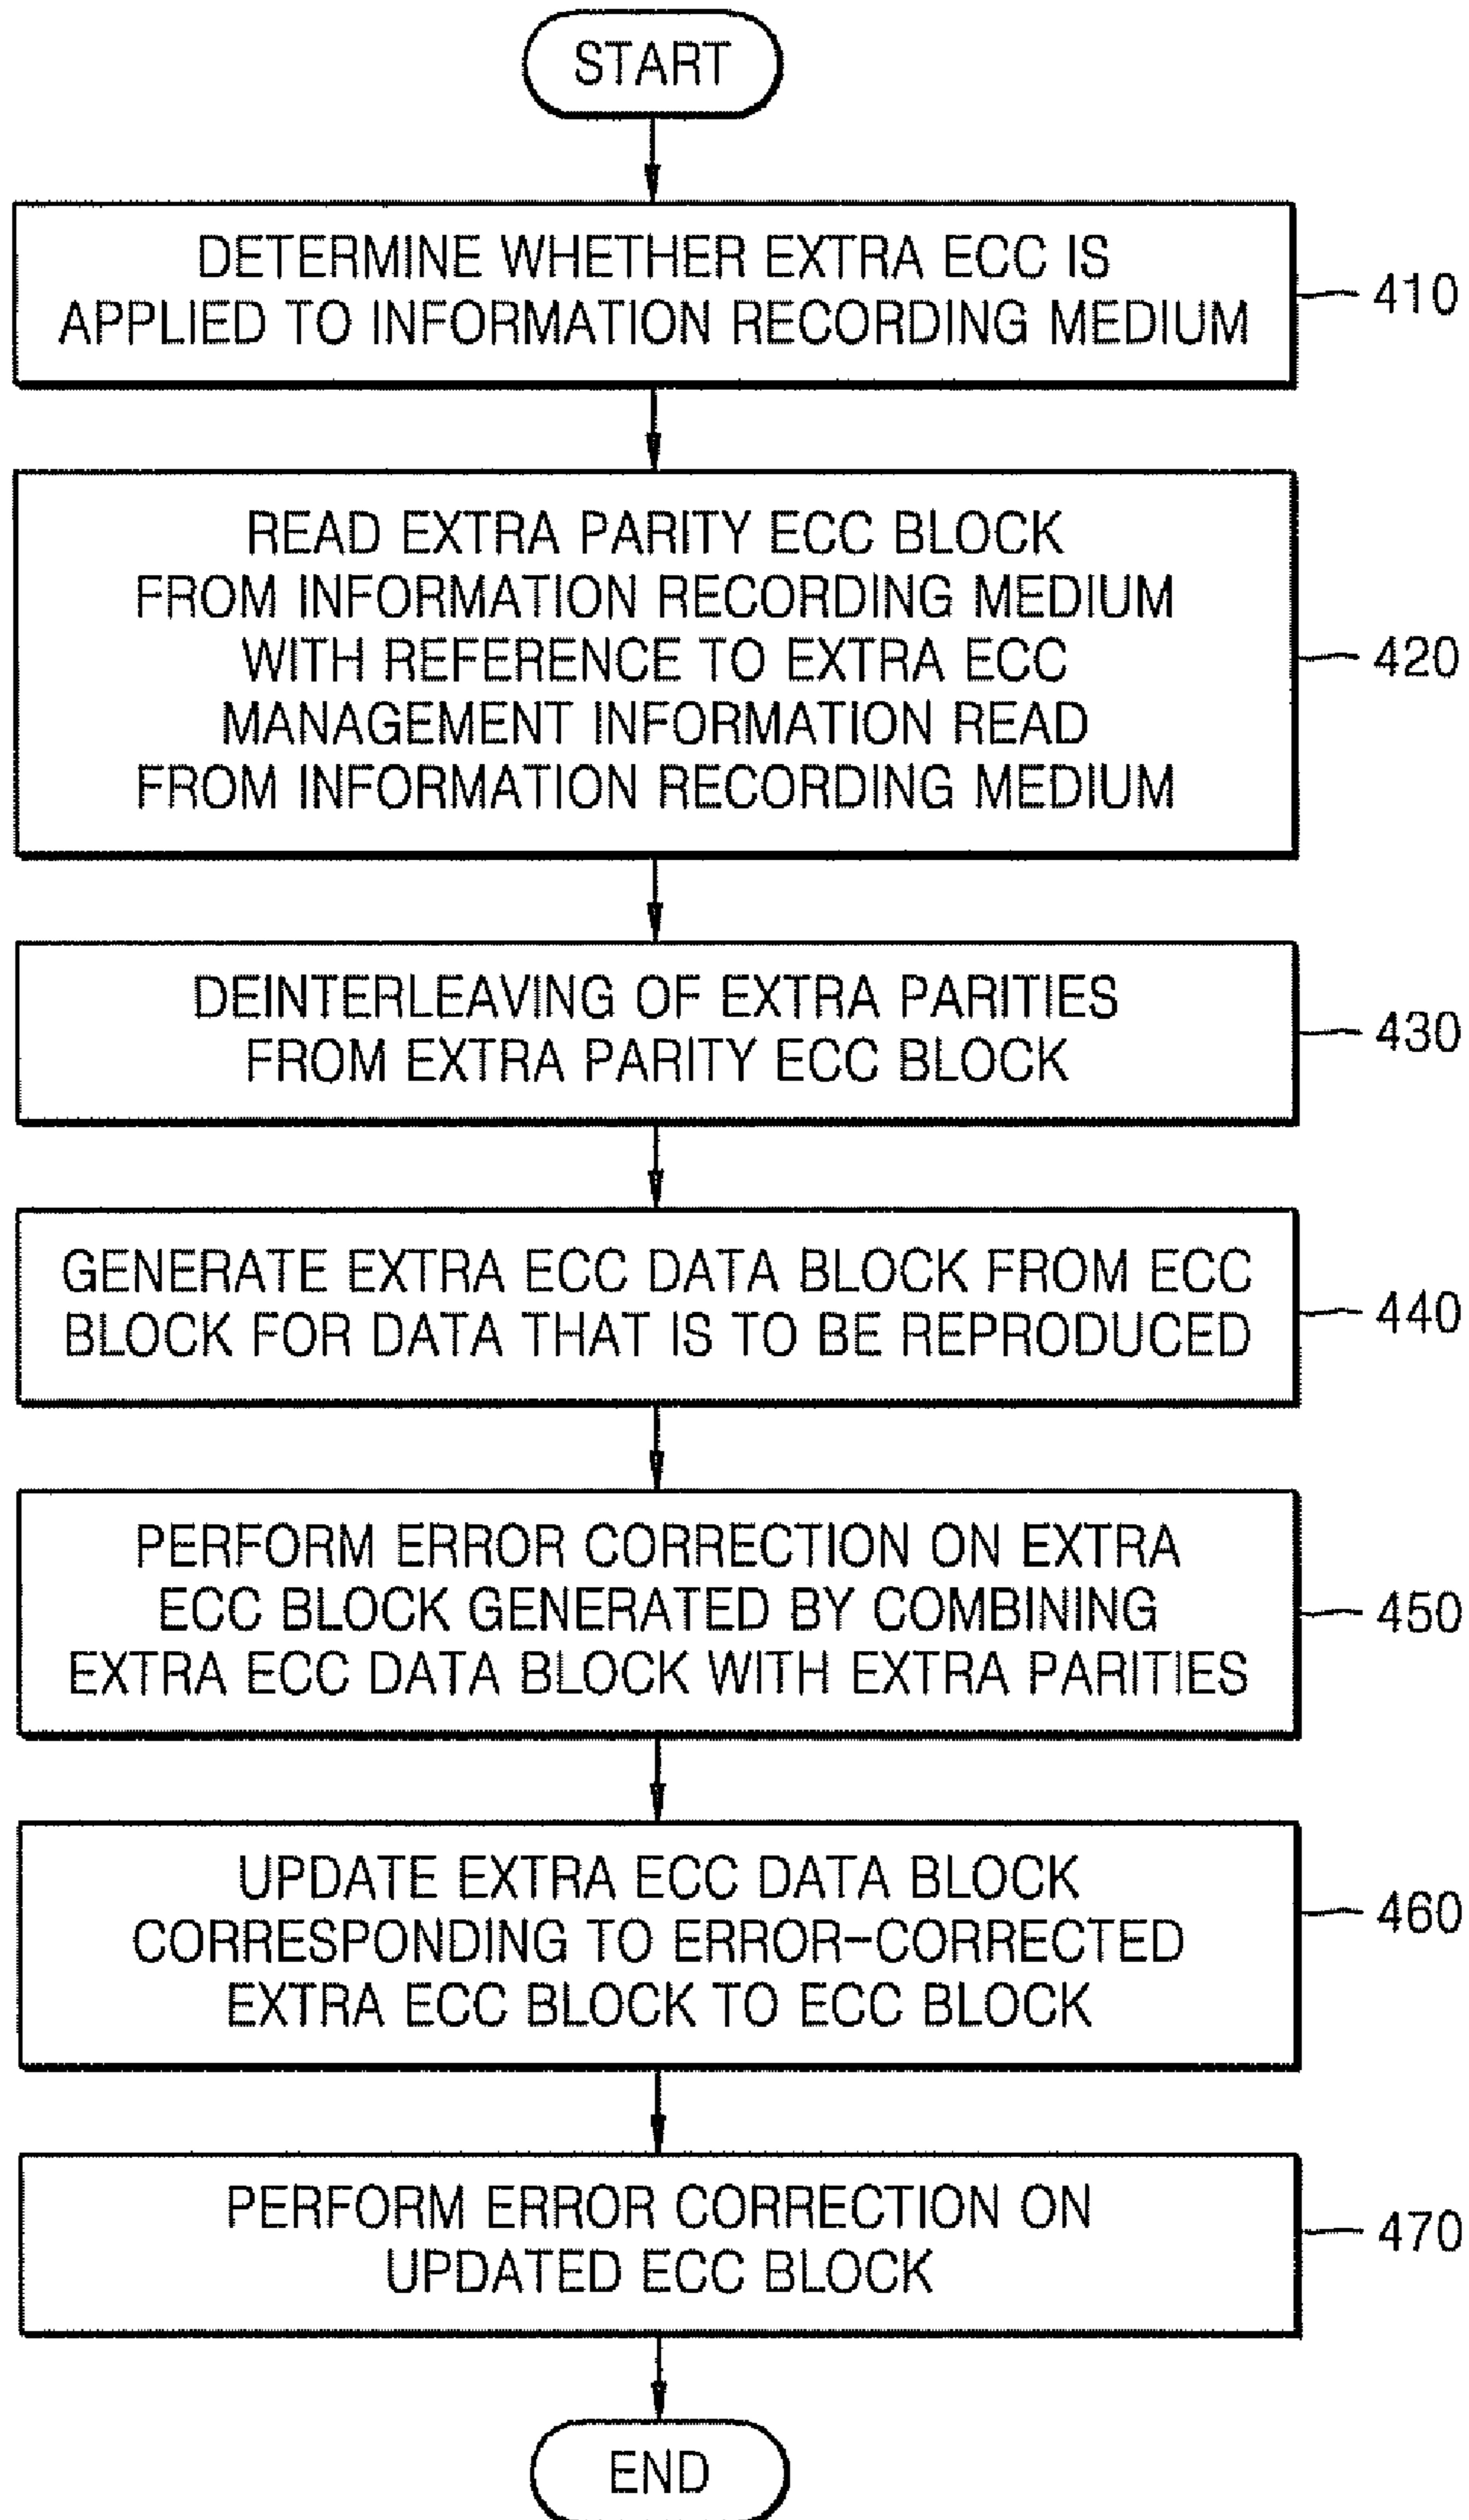 START
DETERMINE WHETHER EXTRA ECC IS
APPLIED TO INFORMATION RECORDING MEDIUM
410
READ EXTRA PARITY ECC BLOCK
FROM INFORMATION RECORDING MEDIUM
WITH REFERENCE TO EXTRA ECC
MANAGEMENT INFORMATION READ
FROM INFORMATION RECORDING MEDIUM
420
DEINTERLEAVING OF EXTRA PARITIES
FROM EXTRA PARITY ECC BLOCK
430
GENERATE EXTRA ECC DATA BLOCK FROM ECC
BLOCK FOR DATA THAT IS TO BE REPRODUCED
440
PERFORM ERROR CORRECTION ON EXTRA
ECC BLOCK GENERATED BY COMBINING
EXTRA ECC DATA BLOCK WITH EXTRA PARITIES
450
UPDATE EXTRA ECC DATA BLOCK
CORRESPONDING TO ERROR-CORRECTED
EXTRA ECC BLOCK TO ECC BLOCK
460
PERFORM ERROR CORRECTION ON
UPDATED ECC BLOCK
470
END